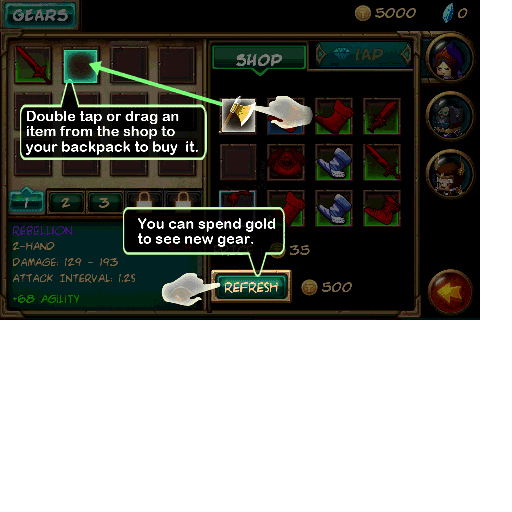 GEARS
5000
0
SHOP
TAP
Double tap or drag an
item from the shop to
your backpack to buy it.
1
2
3
You can spend gold
to see new gear.
REBELLION
2-HAND
DAMAGE: 129 - 193
ATTACK INTERVAL: 1.25
+68 AGILITY
35
REFRESH
500